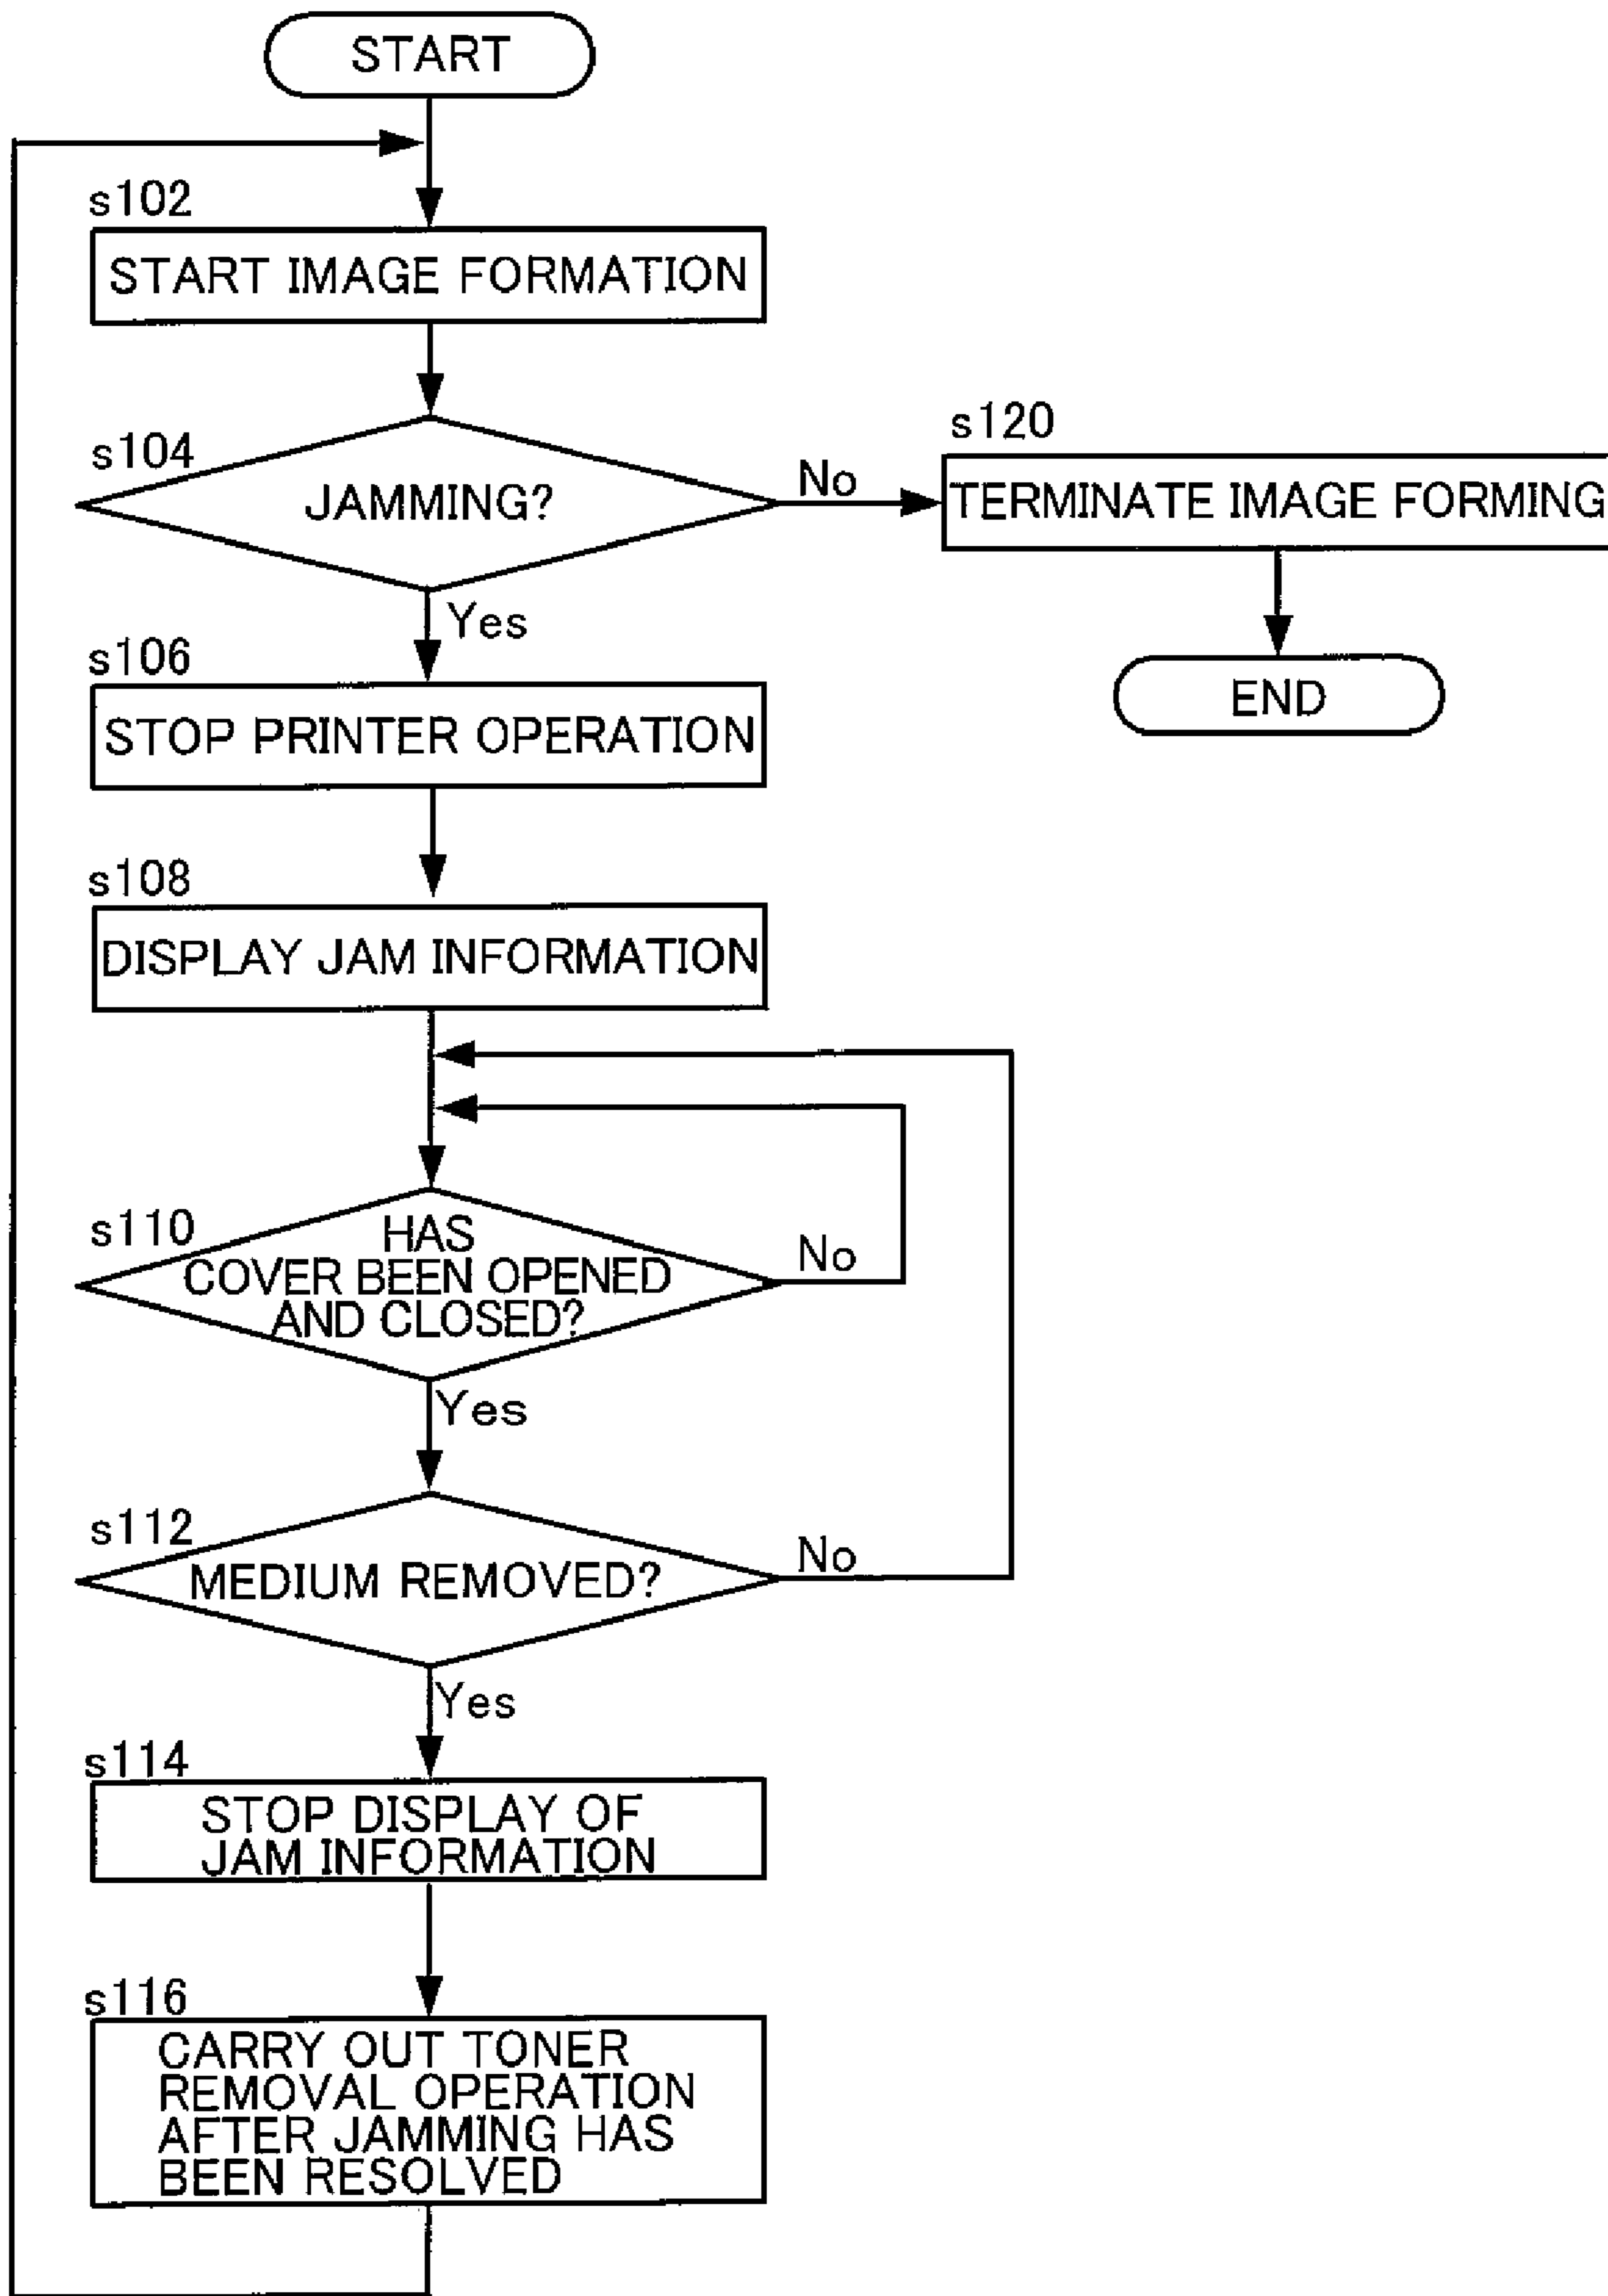 START
s102
START IMAGE FORMATION
s104
JAMMING?
No
s120
TERMINATE IMAGE FORMING
END
Yes
s106
STOP PRINTER OPERATION
s108
DISPLAY JAM INFORMATION
s110
HAS
COVER BEEN OPENED
AND CLOSED?
No
Yes
s112
MEDIUM REMOVED?
No
Yes
s114
STOP DISPLAY OF
JAM INFORMATION
s116
CARRY OUT TONER
REMOVAL OPERATION
AFTER JAMMING HAS
BEEN RESOLVED